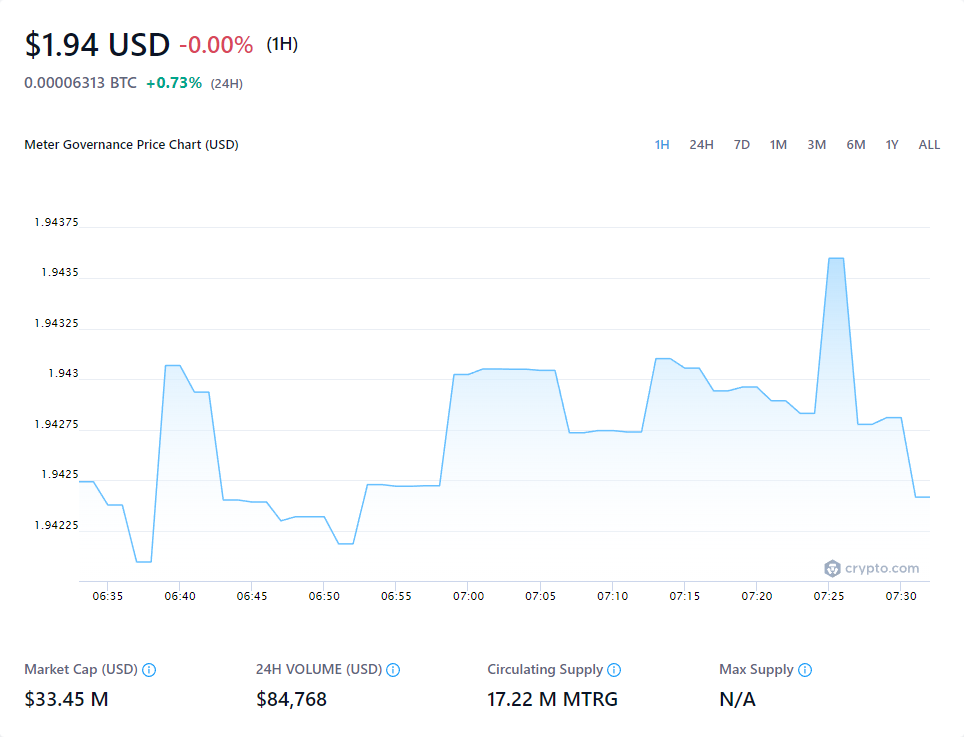 $1.94 USD -0.00% (1H)
0.00006313 BTC +0.73% (24H)
Meter Governance Price Chart (USD) 1H 24H 7D 1M 3M 6M 1Y ALL
1.94375
1.9435
1.94325
1.943
1.94275
1.9425
1.94225
crypto.com
06:35 06:40 06:45 06:50 06:55 07:00 07:05 07:10 07:15 07:20 07:25 07:30
Market Cap (USD) 24H VOLUME (USD) Circulating Supply Max Supply
$33.45 M $84,768 17.22 M MTRG N/A